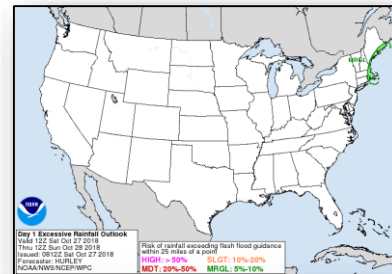 MRGL
noaa
Day 1 Excessive Rainfall Outlook
Valid 12Z Sat Oct 27 2018
Thru 12Z Sun Oct 28 2018
Issued: 0812Z Sat Oct 27 2018
Forecaster: HURLEY
NOAA/NWS/NCEP/WPC
Risk of rainfall exceeding flash flood guidance
within 25 miles of a point
HIGH: > 50% SLGT: 10%-20%
MDT: 20%-50% MRGL: 5%-10%